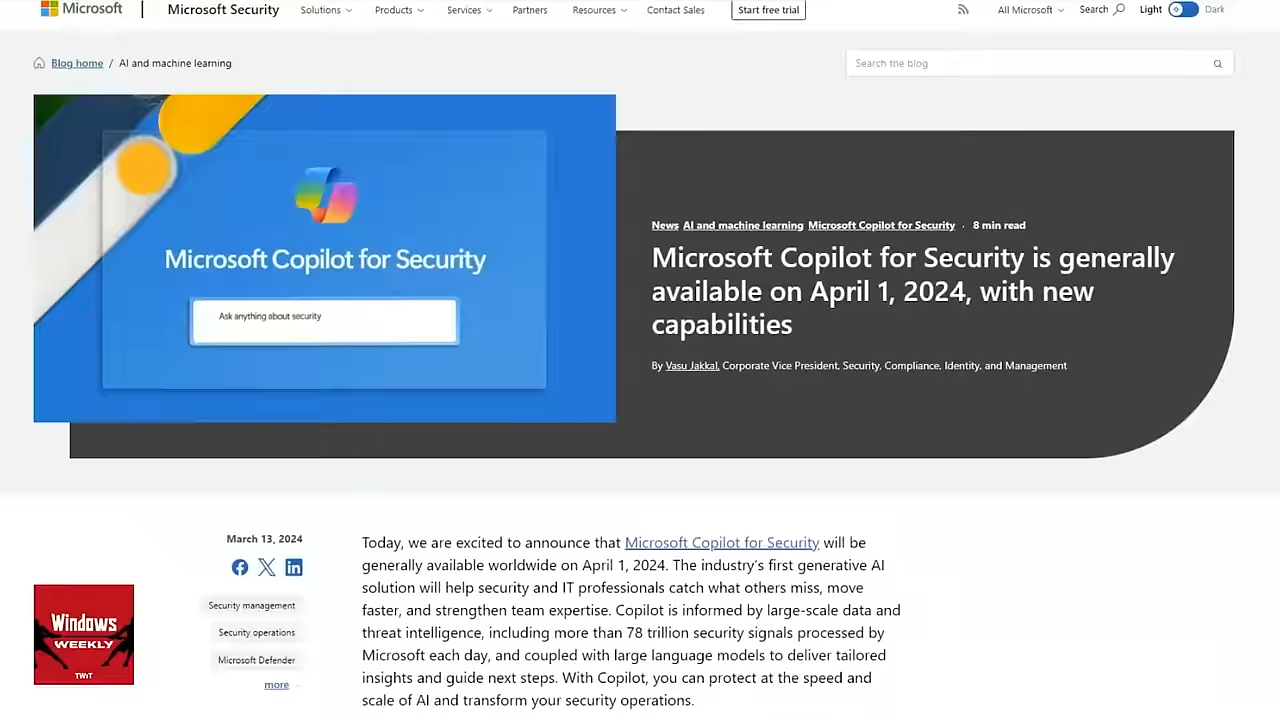 Microsoft | Microsoft Security Solutions Products Services Partners Resources Contact Sales Start free trial All Microsoft Search Light Dark
Blog home / AI and machine learning
Search the blog
Microsoft Copilot for Security
Ask anything about security
News AI and machine learning Microsoft Copilot for Security · 8 min read
Microsoft Copilot for Security is generally
available on April 1, 2024, with new
capabilities
By Vasu Jakkal, Corporate Vice President, Security, Compliance, Identity, and Management
March 13, 2024
Security management
Security operations
Microsoft Defender
more
Today, we are excited to announce that Microsoft Copilot for Security will be
generally available worldwide on April 1, 2024. The industry's first generative AI
solution will help security and IT professionals catch what others miss, move
faster, and strengthen team expertise. Copilot is informed by large-scale data and
threat intelligence, including more than 78 trillion security signals processed by
Microsoft each day, and coupled with large language models to deliver tailored
insights and guide next steps. With Copilot, you can protect at the speed and
scale of AI and transform your security operations.
Windows
WEEKLY
TWiT